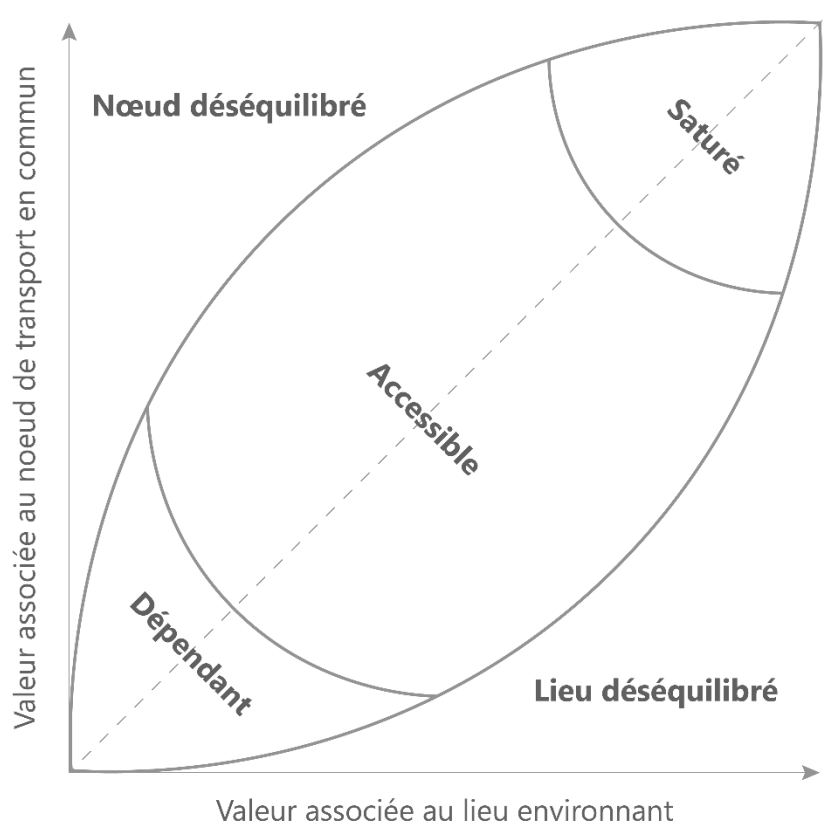 Nœud déséquilibré
Saturé
Valeur associée au noeud de transport en commun
Accessible
Dépendant
Lieu déséquilibré
Valeur associée au lieu environnant